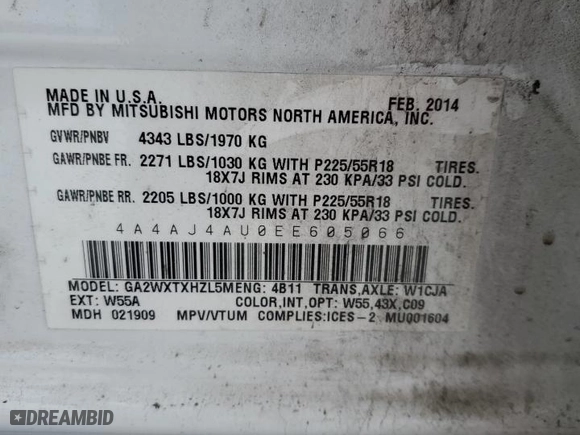 MADE IN U.S.A. FEB, 2014
MFD BY MITSUBISHI MOTORS NORTH AMERICA, INC.
GVWR/PNBV 4343 LBS/1970 KG
GAWR/PNBE FR. 2271 LBS/1030 KG WITH P225/55R18 TIRES.
18X7J RIMS AT 230 KPA/33 PSI COLD.
GAWR/PNBE RR. 2205 LBS/1000 KG WITH P225/55R18 TIRES.
18X7J RIMS AT 230 KPA/33 PSI COLD.
4A4AJ4AU0EE605066
MODEL: GA2WXTXHZL5MENG: 4B11 TRANS,AXLE: W1CJA
EXT: W55A COLOR,INT,OPT: W55,43X,C09
MDH 021909 MPV/VTUM COMPLIES:ICES-2 MU001604
DREAMBID